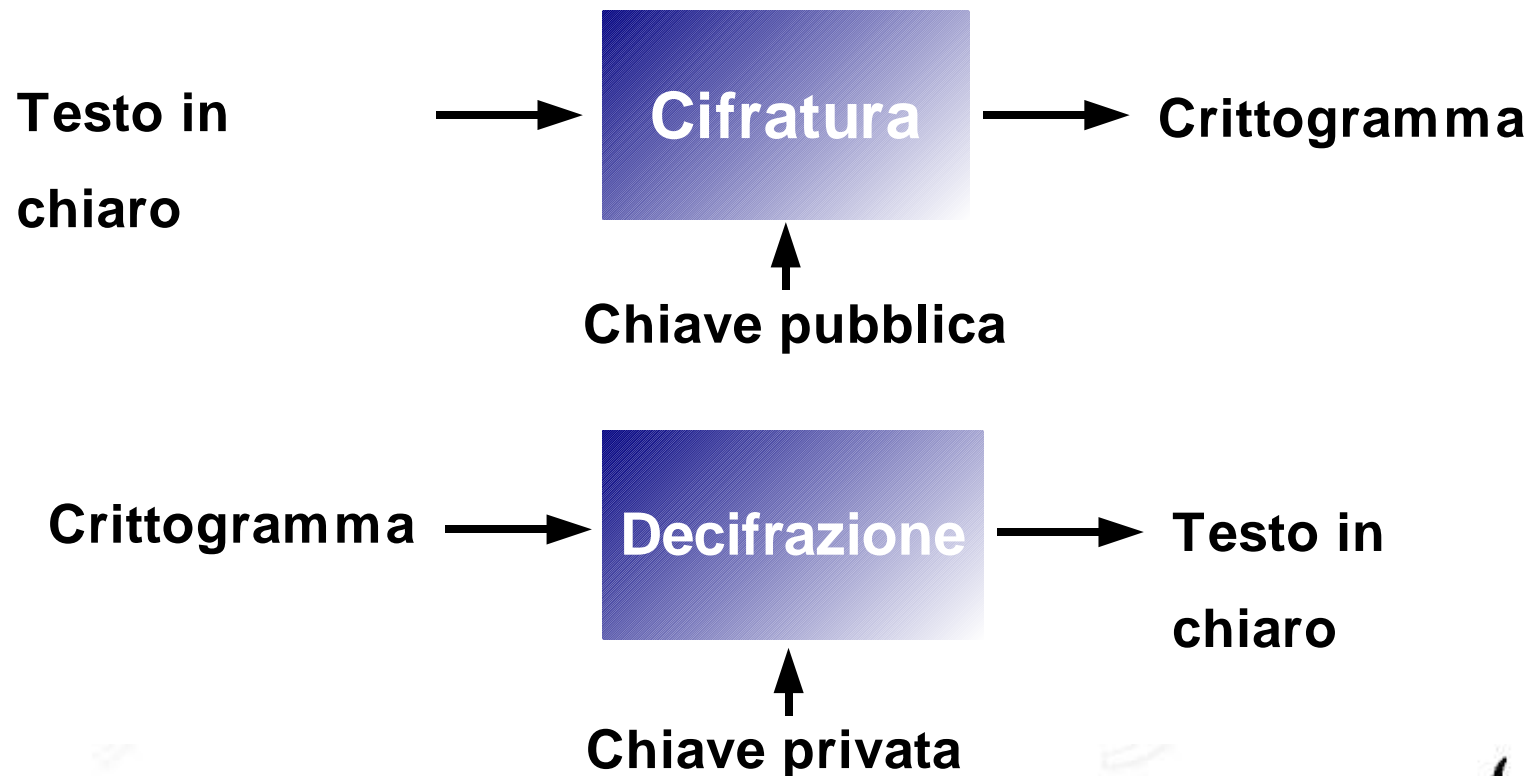 Testo in
chiaro
Cifratura
Crittogramma
Chiave pubblica
Crittogramma
Decifrazione
Testo in
chiaro
Chiave privata